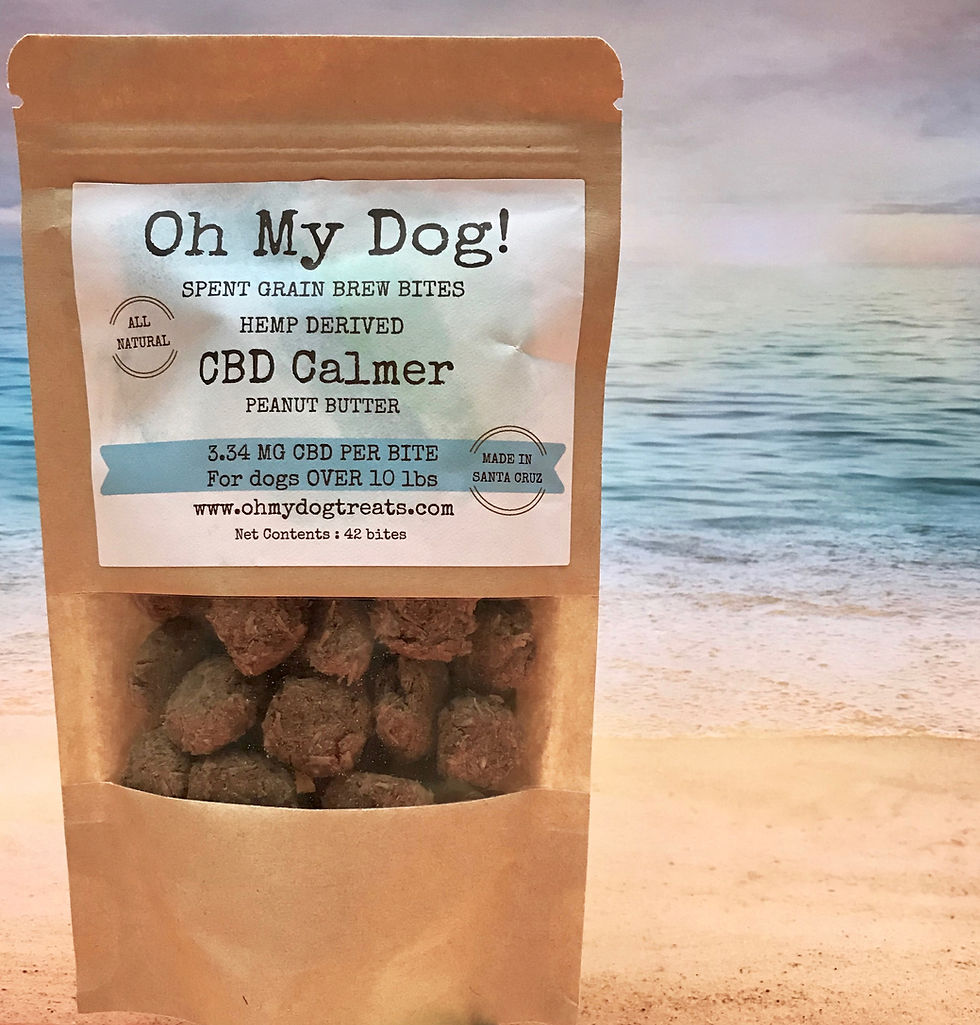 Oh My Dog!
SPENT GRAIN BREW BITES
HEMP DERIVED
ALL
NATURAL
CBD Calmer
PEANUT BUTTER
3.34 MG CBD PER BITE
For dogs OVER 10 lbs
MADE IN
SANTA CRUZ
www.ohmydogtreats.com
Net Contents : 42 bites